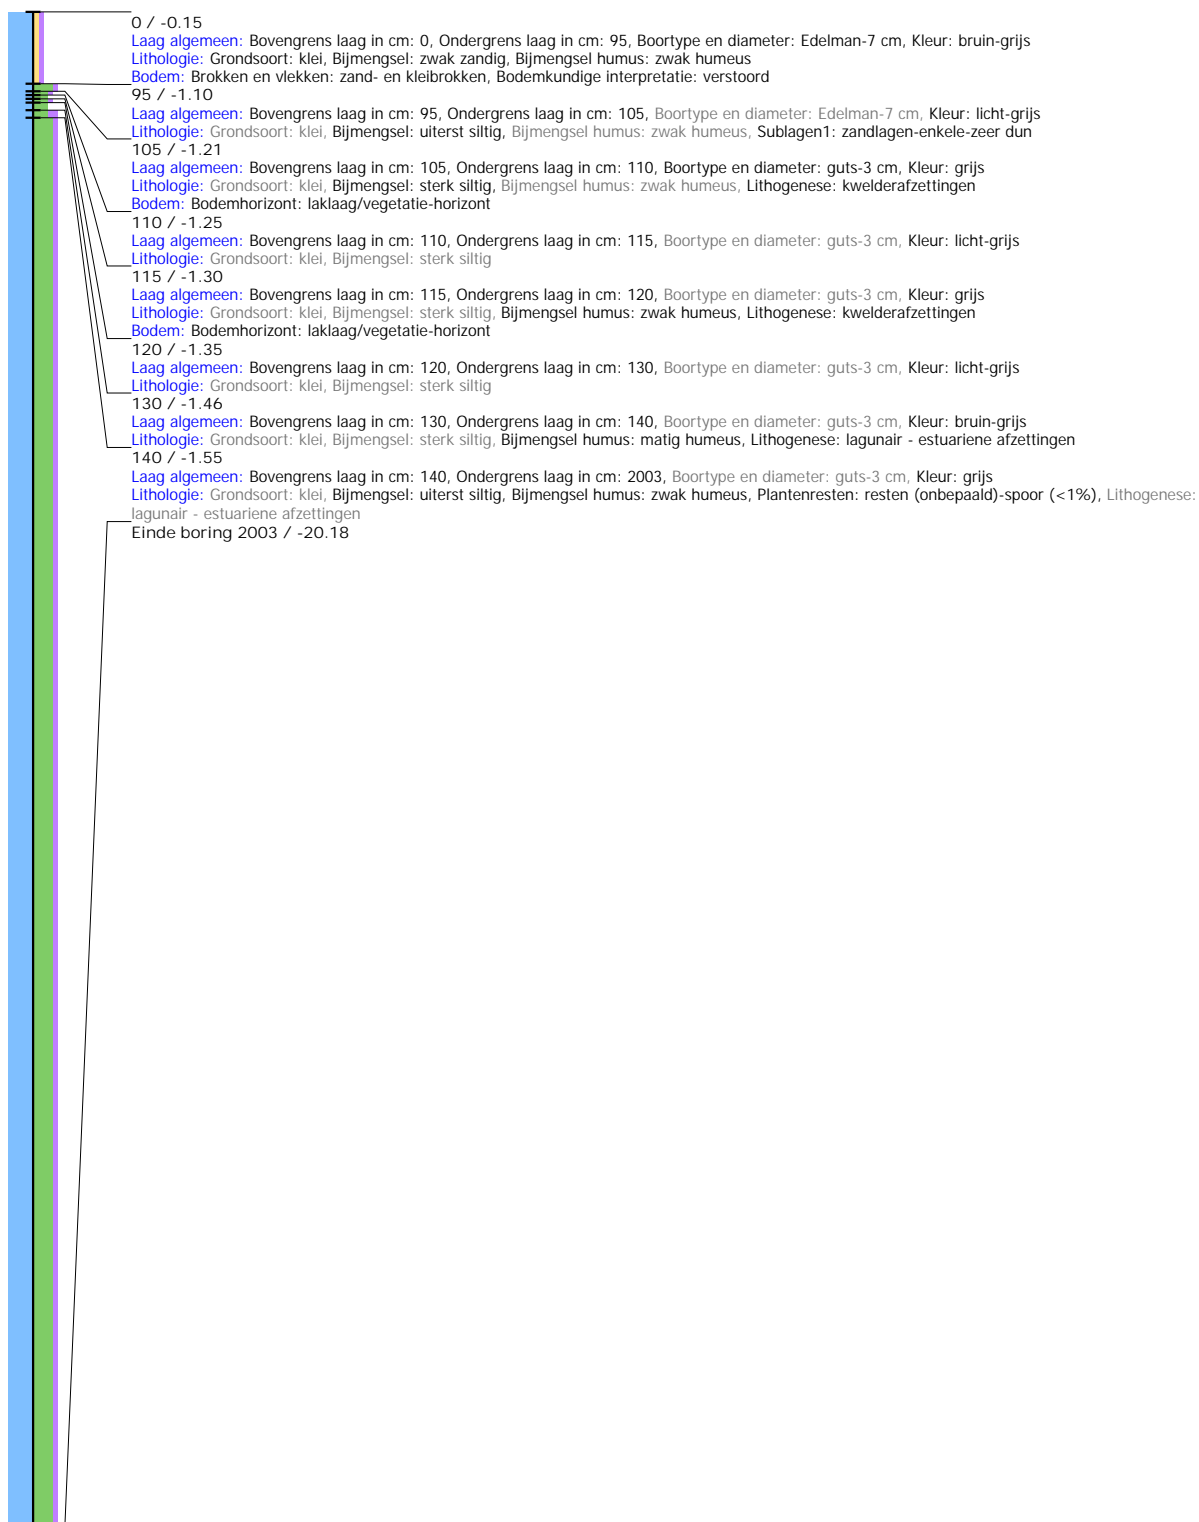 0 / -0.15
Laag algemeen: Bovengrens laag in cm: 0, Ondergrens laag in cm: 95, Boortype en diameter: Edelman-7 cm, Kleur: bruin-grijs
Lithologie: Grondsoort: klei, Bijmengsel: zwak zandig, Bijmengsel humus: zwak humeus
Bodem: Brokken en vlekken: zand- en kleibrokken, Bodemkundige interpretatie: verstoord
95 / -1.10
Laag algemeen: Bovengrens laag in cm: 95, Ondergrens laag in cm: 105, Boortype en diameter: Edelman-7 cm, Kleur: licht-grijs
Lithologie: Grondsoort: klei, Bijmengsel: uiterst siltig, Bijmengsel humus: zwak humeus, Sublagen1: zandlagen-enkele-zeer dun
105 / -1.21
Laag algemeen: Bovengrens laag in cm: 105, Ondergrens laag in cm: 110, Boortype en diameter: guts-3 cm, Kleur: grijs
Lithologie: Grondsoort: klei, Bijmengsel: sterk siltig, Bijmengsel humus: zwak humeus, Lithogenese: kwelderafzettingen
Bodem: Bodemhorizont: laklaag/vegetatie-horizont
110 / -1.25
Laag algemeen: Bovengrens laag in cm: 110, Ondergrens laag in cm: 115, Boortype en diameter: guts-3 cm, Kleur: licht-grijs
Lithologie: Grondsoort: klei, Bijmengsel: sterk siltig
115 / -1.30
Laag algemeen: Bovengrens laag in cm: 115, Ondergrens laag in cm: 120, Boortype en diameter: guts-3 cm, Kleur: grijs
Lithologie: Grondsoort: klei, Bijmengsel: sterk siltig, Bijmengsel humus: zwak humeus, Lithogenese: kwelderafzettingen
Bodem: Bodemhorizont: laklaag/vegetatie-horizont
120 / -1.35
Laag algemeen: Bovengrens laag in cm: 120, Ondergrens laag in cm: 130, Boortype en diameter: guts-3 cm, Kleur: licht-grijs
Lithologie: Grondsoort: klei, Bijmengsel: sterk siltig
130 / -1.46
Laag algemeen: Bovengrens laag in cm: 130, Ondergrens laag in cm: 140, Boortype en diameter: guts-3 cm, Kleur: bruin-grijs
Lithologie: Grondsoort: klei, Bijmengsel: sterk siltig, Bijmengsel humus: matig humeus, Lithogenese: lagunair - estuariene afzettingen
140 / -1.55
Laag algemeen: Bovengrens laag in cm: 140, Ondergrens laag in cm: 2003, Boortype en diameter: guts-3 cm, Kleur: grijs
Lithologie: Grondsoort: klei, Bijmengsel: uiterst siltig, Bijmengsel humus: zwak humeus, Plantenresten: resten (onbepaald)-spoor (<1%), Lithogenese:
lagunair - estuariene afzettingen
Einde boring 2003 / -20.18